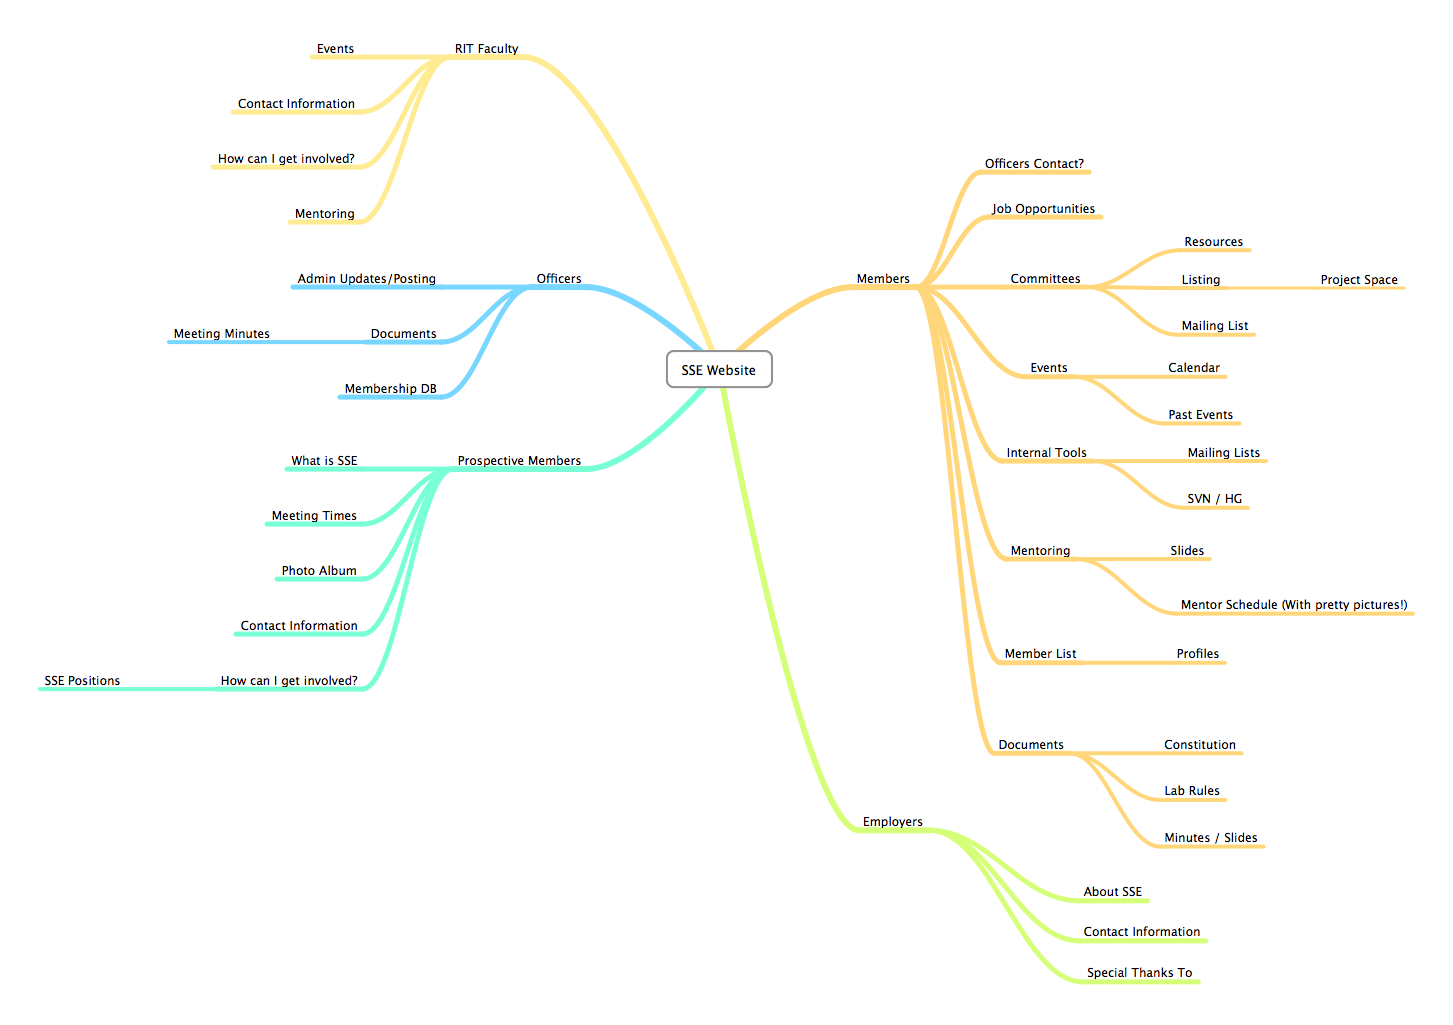 SSE Website
RIT Faculty
Events
Contact Information
How can I get involved?
Mentoring
Officers
Admin Updates/Posting
Documents
Meeting Minutes
Membership DB
Prospective Members
What is SSE
Meeting Times
Photo Album
Contact Information
How can I get involved?
SSE Positions
Members
Officers Contact?
Job Opportunities
Committees
Resources
Listing
Project Space
Mailing List
Events
Calendar
Past Events
Internal Tools
Mailing Lists
SVN / HG
Mentoring
Slides
Mentor Schedule (With pretty pictures!)
Member List
Profiles
Documents
Constitution
Lab Rules
Minutes / Slides
Employers
About SSE
Contact Information
Special Thanks To